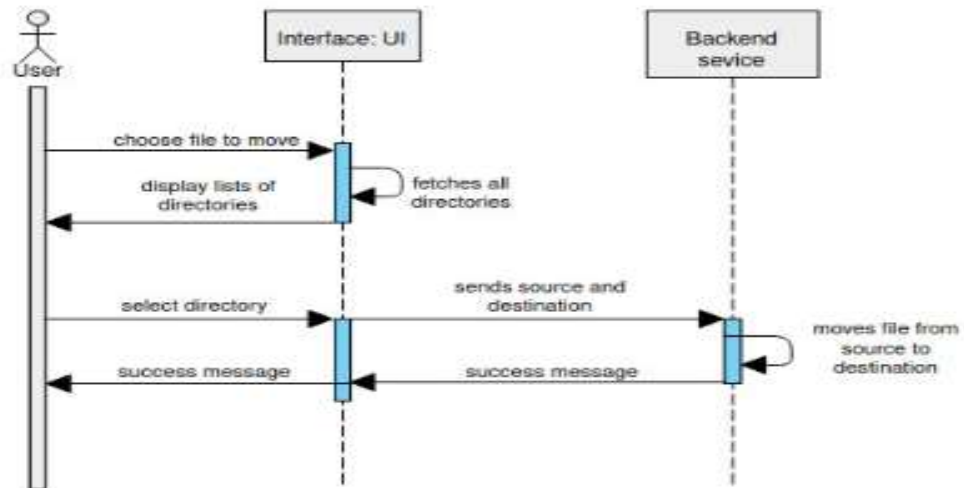 User
Interface: UI
Backend
sevice
choose file to move
fetches all
directories
display lists of
directories
select directory
sends source and
destination
moves file from
source to
destination
success message
success message